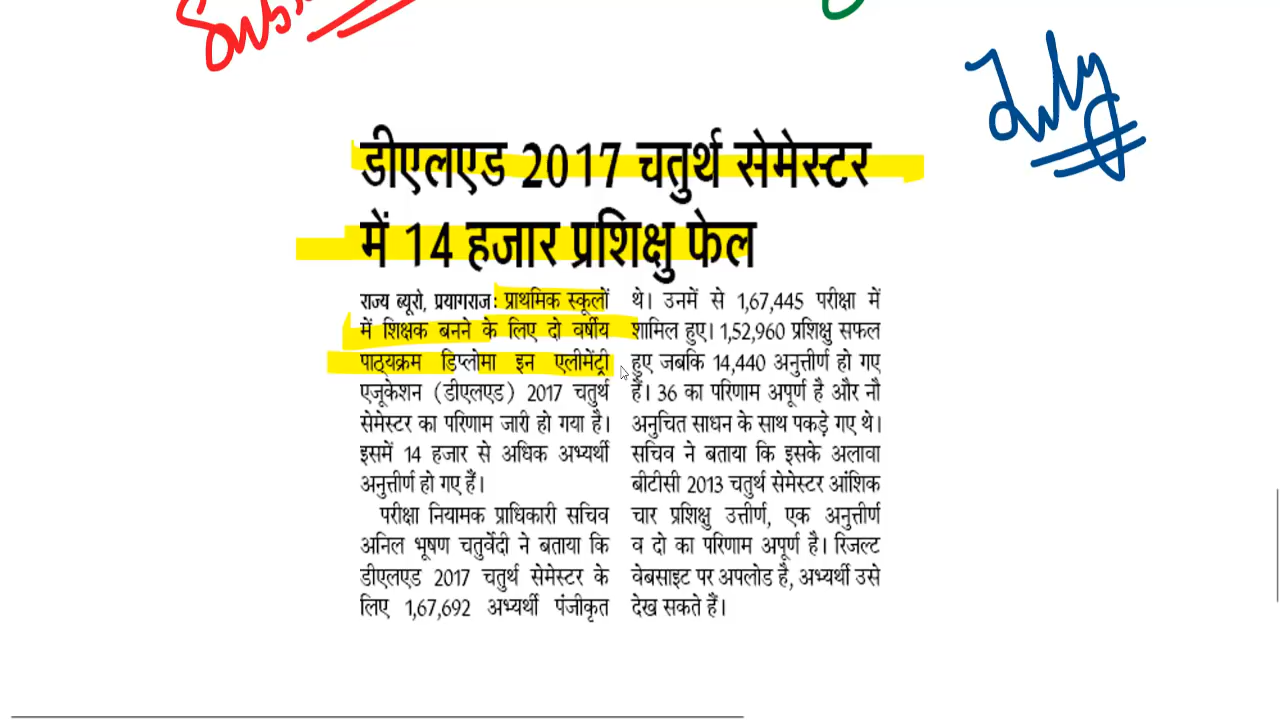 July
डीएलएड 2017 चतुर्थ सेमेस्टर
में 14 हजार प्रशिक्षु फेल
राज्य ब्यूरो, प्रयागराज: प्राथमिक स्कूलों
में शिक्षक बनने के लिए दो वर्षीय
पाठ्यक्रम डिप्लोमा इन एलीमेंट्री
एजूकेशन (डीएलएड) 2017 चतुर्थ
सेमेस्टर का परिणाम जारी हो गया है।
इसमें 14 हजार से अधिक अभ्यर्थी
अनुत्तीर्ण हो गए हैं।
परीक्षा नियामक प्राधिकारी सचिव
अनिल भूषण चतुर्वेदी ने बताया कि
डीएलएड 2017 चतुर्थ सेमेस्टर के
लिए 1,67,692 अभ्यर्थी पंजीकृत
थे। उनमें से 1,67,445 परीक्षा में
शामिल हुए। 1,52,960 प्रशिक्षु सफल
हुए जबकि 14,440 अनुत्तीर्ण हो गए
हैं। 36 का परिणाम अपूर्ण है और नौ
अनुचित साधन के साथ पकड़े गए थे।
सचिव ने बताया कि इसके अलावा
बीटीसी 2013 चतुर्थ सेमेस्टर आंशिक
चार प्रशिक्षु उत्तीर्ण, एक अनुत्तीर्ण
व दो का परिणाम अपूर्ण है। रिजल्ट
वेबसाइट पर अपलोड है, अभ्यर्थी उसे
देख सकते हैं।